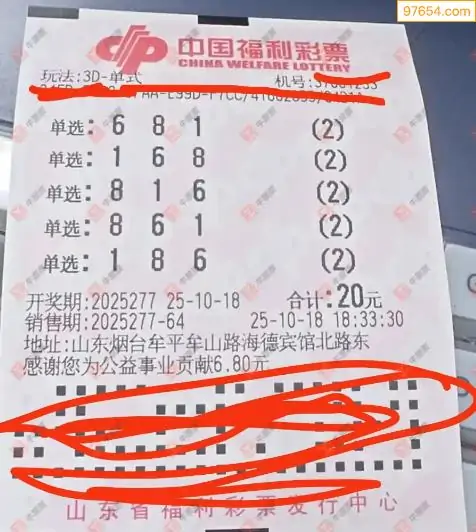 97654.com
中国福利彩票
CHINA WELFARE LOTTERY
玩法:3D-单式 机号:37061233
单选: 6 8 1 (2)
单选: 1 6 8 (2)
单选: 8 1 6 (2)
单选: 8 6 1 (2)
单选: 1 8 6 (2)
开奖期:2025277 25-10-18 合计:20元
销售期:2025277-64 25-10-18 18:33:30
地址:山东烟台牟平牟山路海德宾馆北路东
感谢您为公益事业贡献6.80元
山东省福利彩票发行中心